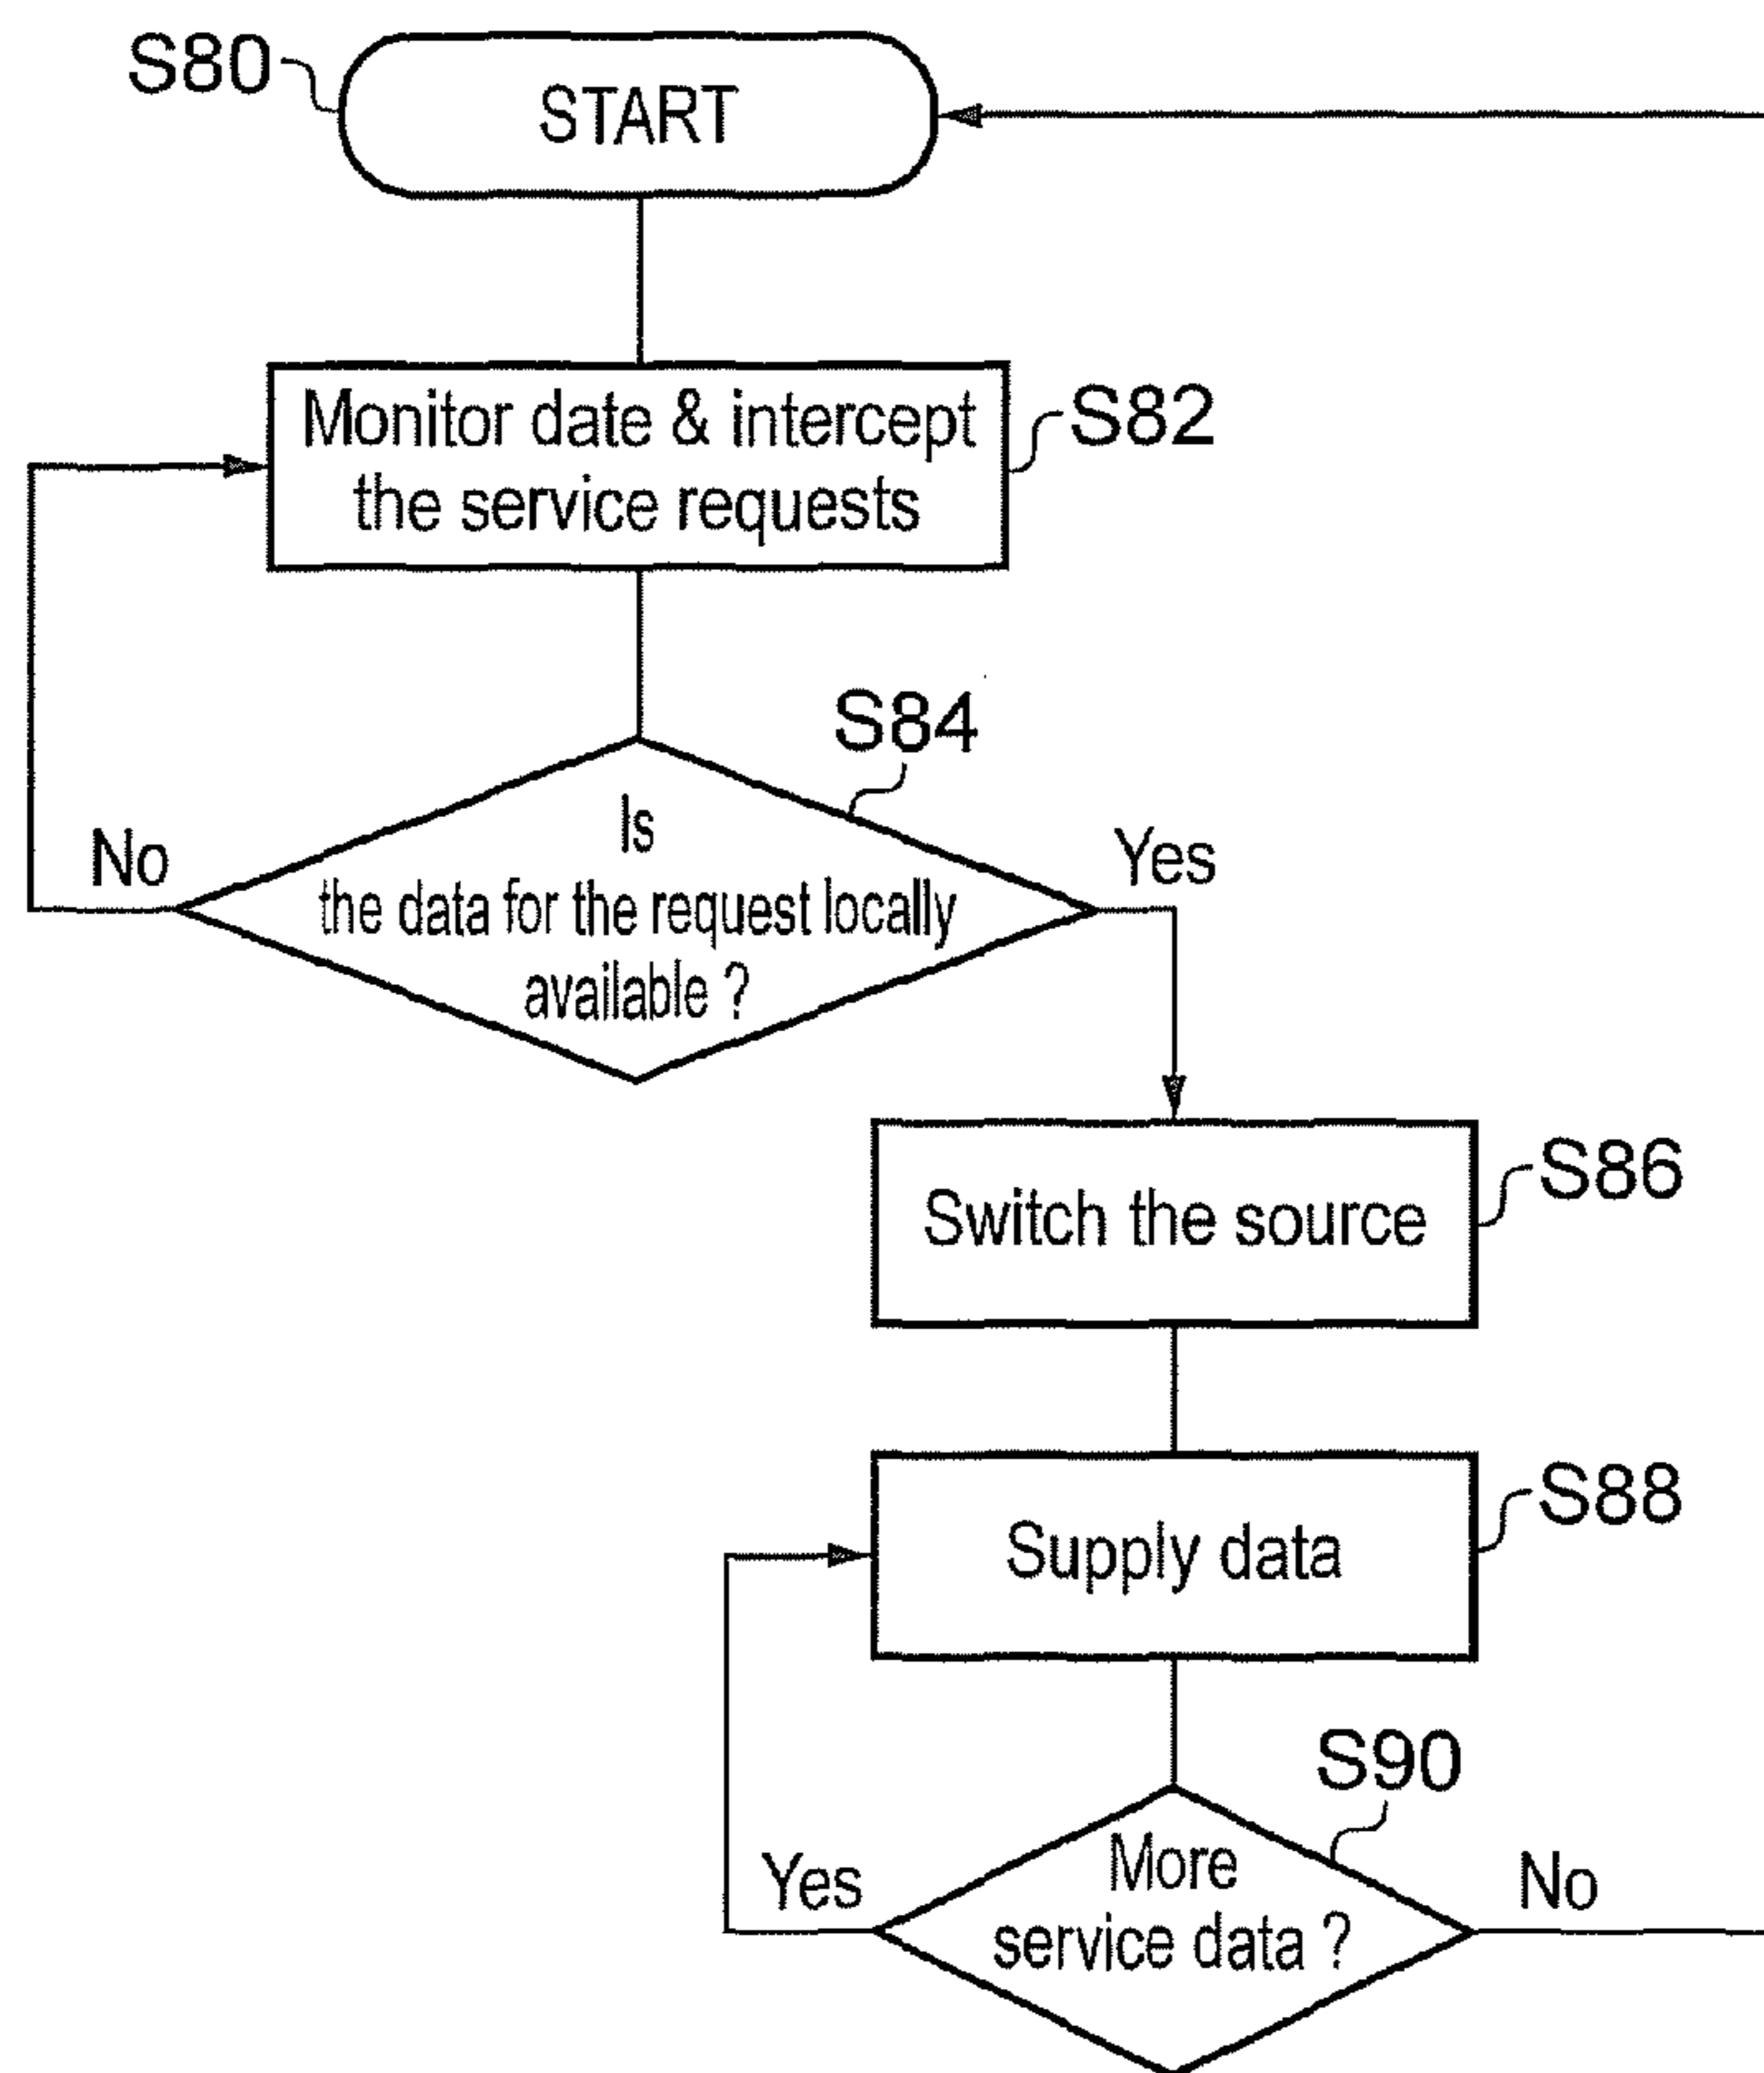 S80
START
Monitor date & intercept
the service requests
S82
S84
Is
the data for the request locally
available ?
No
Yes
Switch the source
S86
Supply data
S88
S90
More
service data ?
Yes
No